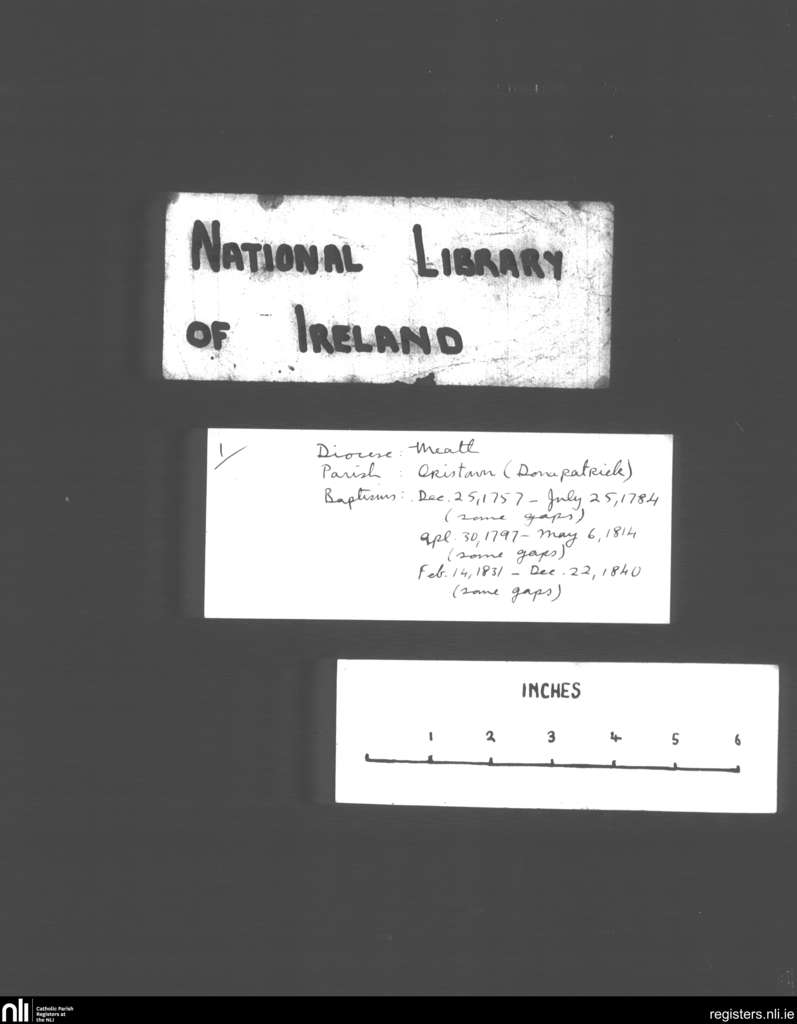 NATIONAL LIBRARY
OF IRELAND
1/
Diocese: Meath
Parish : Oristown (Donepatrick)
Baptisms: Dec. 25, 1757 – July 25, 1784
(some gaps)
Apl. 30, 1797 – May 6, 1814
(some gaps)
Feb. 14, 1831 – Dec. 22, 1840
(some gaps)
INCHES
1 2 3 4 5 6
nli
Catholic Parish
Registers at
the NLI
registers.nli.ie